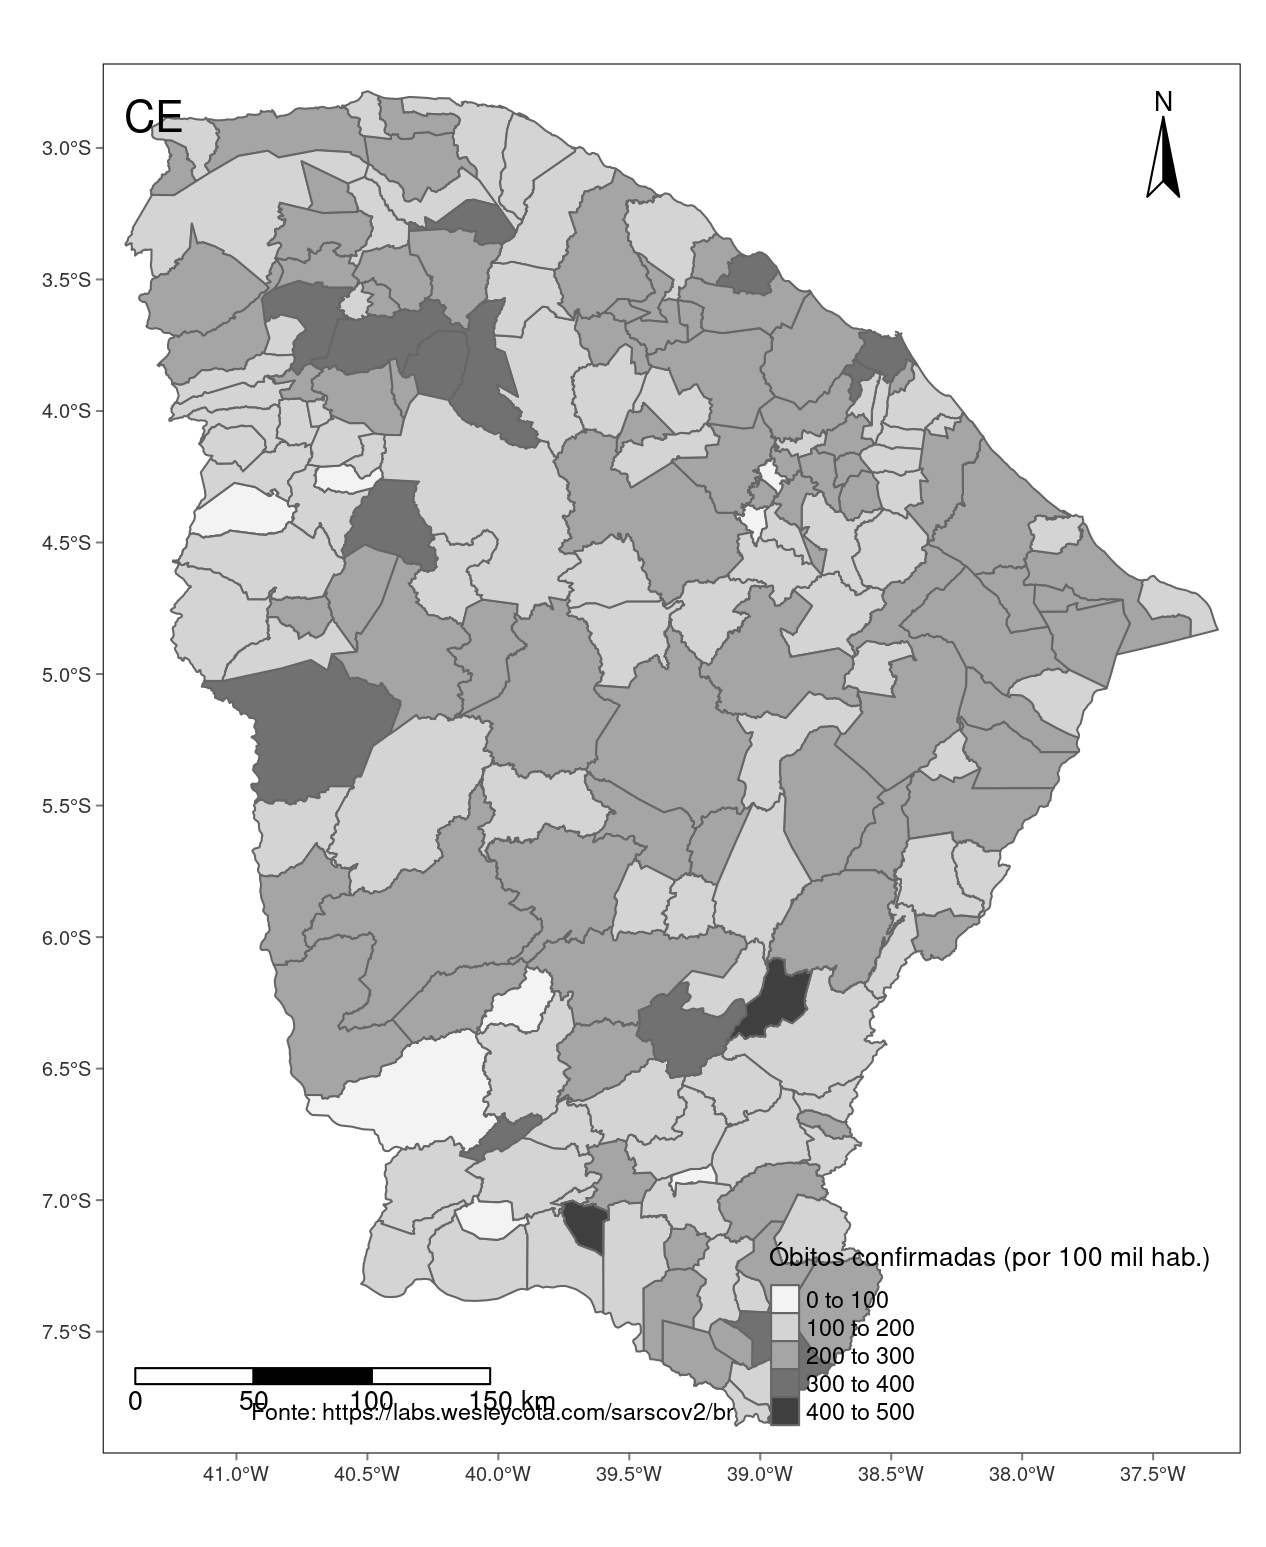 CE
N
3.0°S
3.5°S
4.0°S
4.5°S
5.0°S
5.5°S
6.0°S
6.5°S
7.0°S
7.5°S
Óbitos confirmadas (por 100 mil hab.)
0 to 100
100 to 200
200 to 300
300 to 400
400 to 500
0 50 100 150 km
Fonte: https://labs.wesleycota.com/sarscov2/br
41.0°W 40.5°W 40.0°W 39.5°W 39.0°W 38.5°W 38.0°W 37.5°W